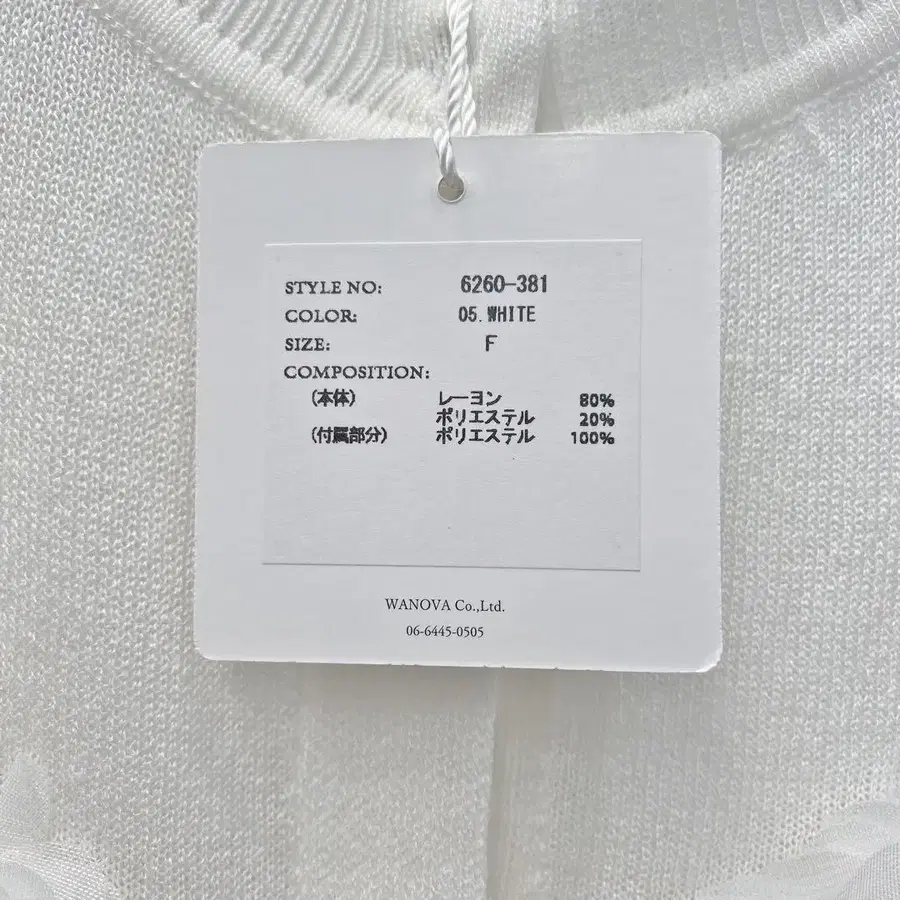 STYLE NO: 6260-381
COLOR: 05.WHITE
SIZE: F
COMPOSITION:
(本体) レーヨン 80%
ポリエステル 20%
(付属部分) ポリエステル 100%
WANOVA Co.,Ltd.
06-6445-0505